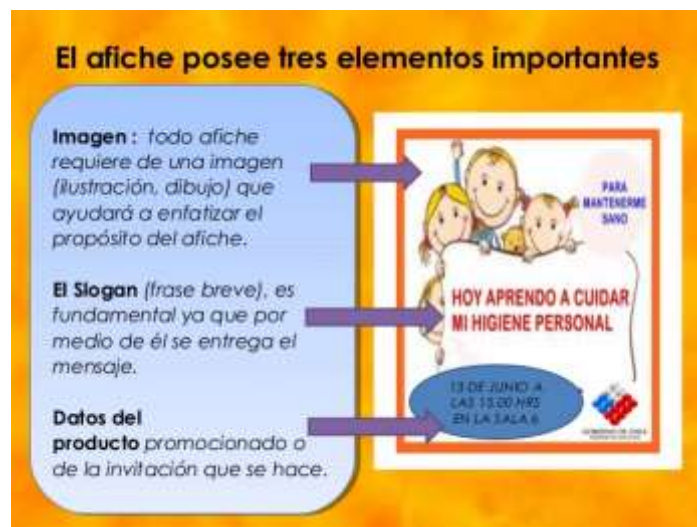 El afiche posee tres elementos importantes
Imagen : todo afiche
requiere de una imagen
(ilustración, dibujo) que
ayudará a enfatizar el
propósito del afiche.
El Slogan (frase breve), es
fundamental ya que por
medio de él se entrega el
mensaje.
Datos del
producto promocionado o
de la invitación que se hace.
PARA
MANTENERME
SANO
HOY APRENDO A CUIDAR
MI HIGIENE PERSONAL
13 DE JUNIO A
LAS 15.00 HRS
EN LA SALA 6
GOBIERNO DE CHILE